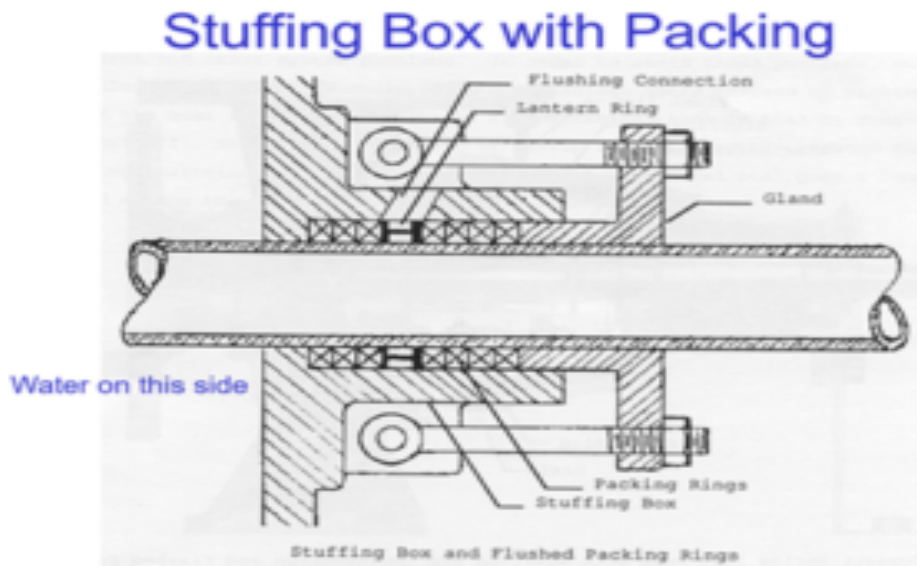 Stuffing Box with Packing
Flushing Connection
Lantern Ring
Gland
Water on this side
Packing Rings
Stuffing Box
Stuffing Box and Flushed Packing Rings